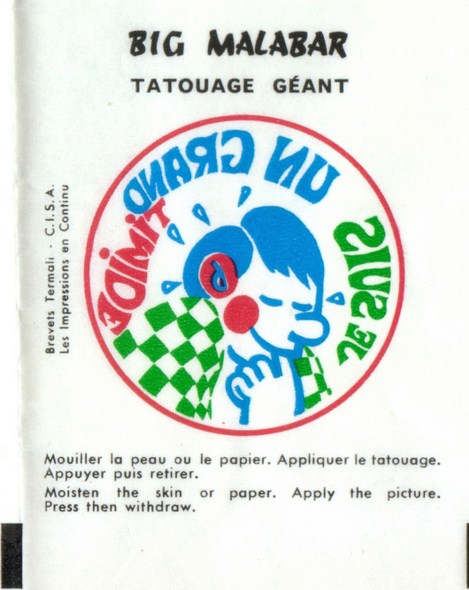 BIG MALABAR
TATOUAGE GÉANT
JE SUIS
UN GRAND
TIMIDE
Brevets Termali - C.I.S.A.
Les Impressions en Continu
Mouiller la peau ou le papier. Appliquer le tatouage.
Appuyer puis retirer.
Moisten the skin or paper. Apply the picture.
Press then withdraw.